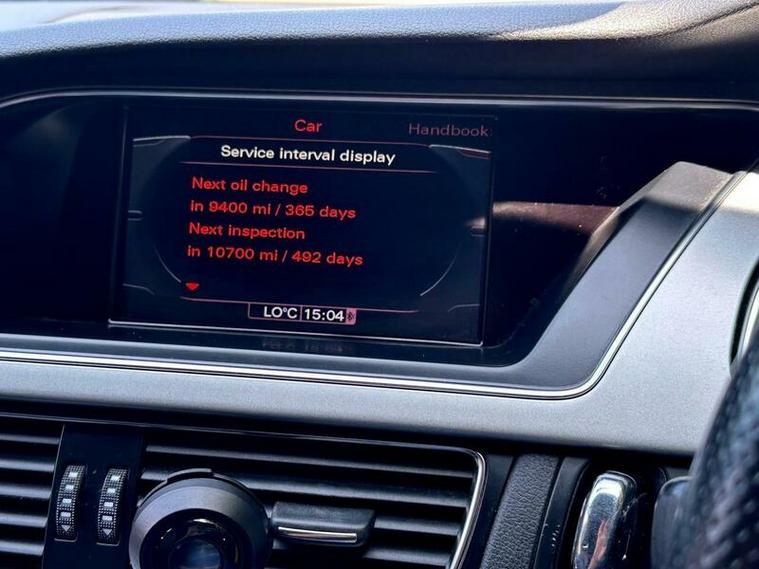 Car Handbook
Service interval display
Next oil change
in 9400 mi / 365 days
Next inspection
in 10700 mi / 492 days
LO°C 15:04